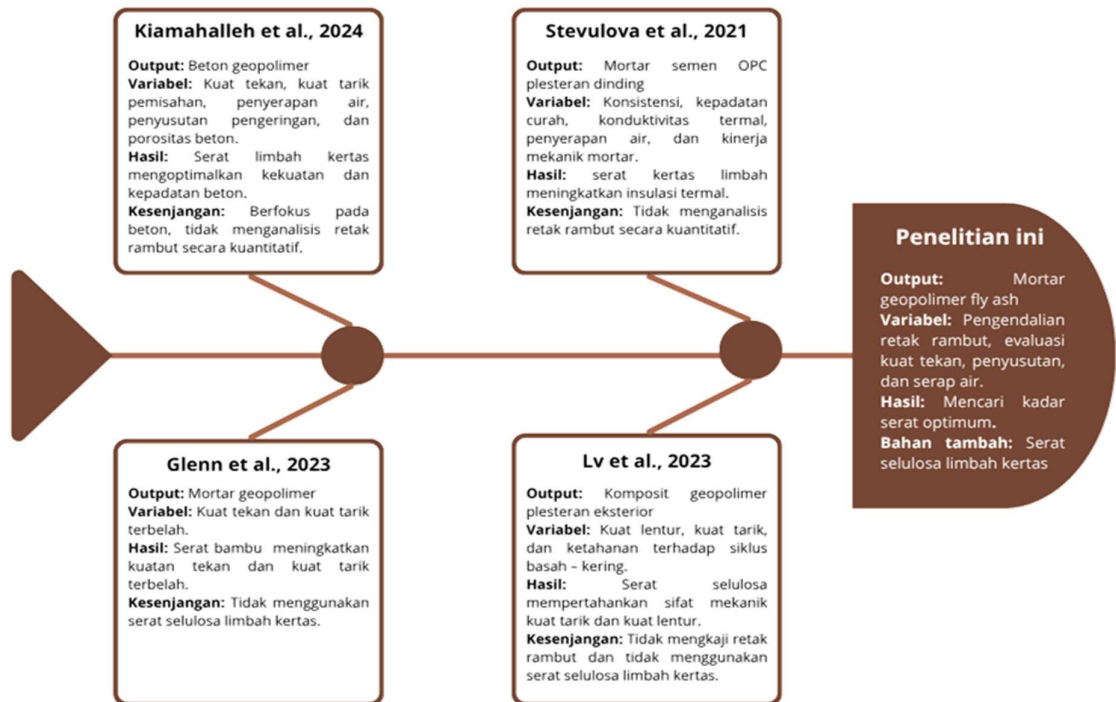 Kiamahalleh et al., 2024
Output: Beton geopolimer
Variabel: Kuat tekan, kuat tarik
pemisahan, penyerapan air,
penyusutan pengeringan, dan
porositas beton.
Hasil: Serat limbah kertas
mengoptimalkan kekuatan dan
kepadatan beton.
Kesenjangan: Berfokus pada
beton, tidak menganalisis retak
rambut secara kuantitatif.
Stevulova et al., 2021
Output: Mortar semen OPC
plesteran dinding
Variabel: Konsistensi, kepadatan
curah, konduktivitas termal,
penyerapan air, dan kinerja
mekanik mortar.
Hasil: serat kertas limbah
meningkatkan insulasi termal.
Kesenjangan: Tidak menganalisis
retak rambut secara kuantitatif.
Glenn et al., 2023
Output: Mortar geopolimer
Variabel: Kuat tekan dan kuat tarik
terbelah.
Hasil: Serat bambu meningkatkan
kuatan tekan dan kuat tarik
terbelah.
Kesenjangan: Tidak menggunakan
serat selulosa limbah kertas.
Lv et al., 2023
Output: Komposit geopolimer
plesteran eksterior
Variabel: Kuat lentur, kuat tarik,
dan ketahanan terhadap siklus
basah – kering.
Hasil: Serat selulosa
mempertahankan sifat mekanik
kuat tarik dan kuat lentur.
Kesenjangan: Tidak mengkaji retak
rambut dan tidak menggunakan
serat selulosa limbah kertas.
Penelitian ini
Output: Mortar
geopolimer fly ash
Variabel: Pengendalian
retak rambut, evaluasi
kuat tekan, penyusutan,
dan serap air.
Hasil: Mencari kadar
serat optimum.
Bahan tambah: Serat
selulosa limbah kertas